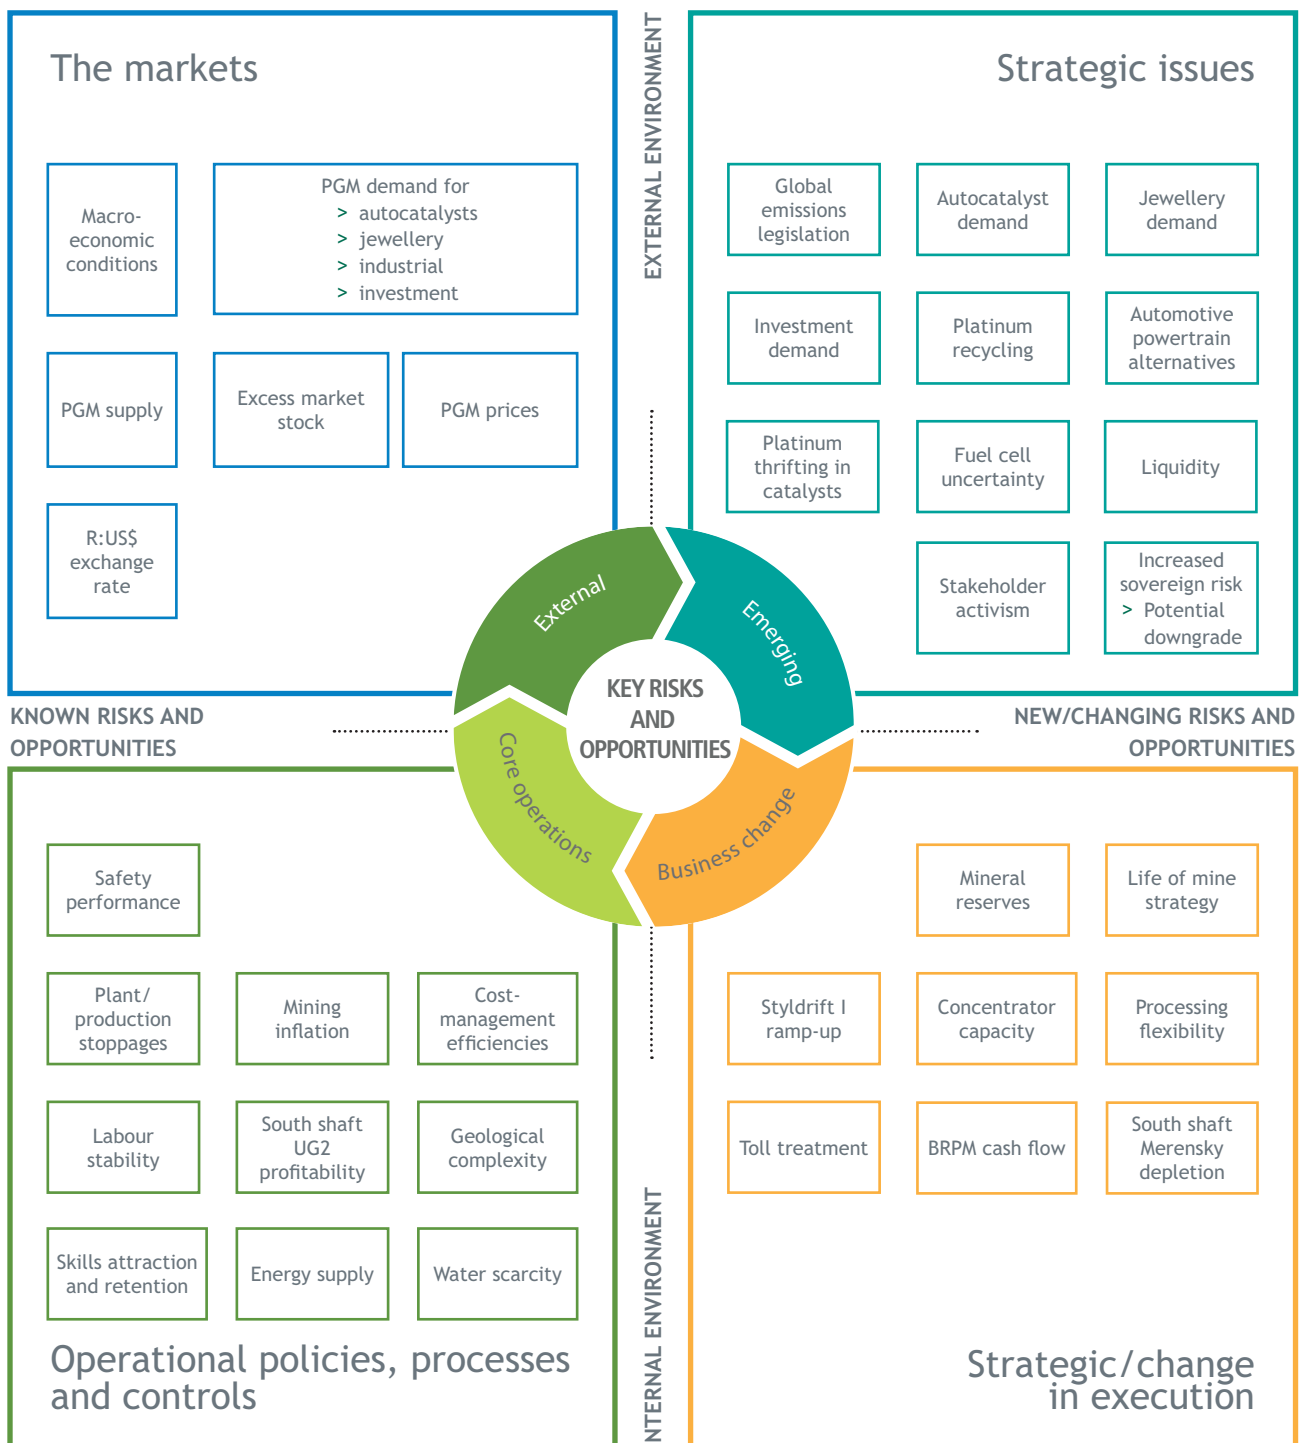 The markets
Macro-
economic
conditions
PGM demand for
> autocatalysts
> jewellery
> industrial
> investment
PGM supply
Excess market
stock
PGM prices
R:US$
exchange
rate
EXTERNAL ENVIRONMENT
Strategic issues
Global
emissions
legislation
Autocatalyst
demand
Jewellery
demand
Investment
demand
Platinum
recycling
Automotive
powertrain
alternatives
Platinum
thrifting in
catalysts
Fuel cell
uncertainty
Liquidity
Stakeholder
activism
Increased
sovereign risk
> Potential
downgrade
External
Emerging
KEY RISKS
AND
OPPORTUNITIES
Core operations
Business change
KNOWN RISKS AND
OPPORTUNITIES
NEW/CHANGING RISKS AND
OPPORTUNITIES
Safety
performance
Plant/
production
stoppages
Mining
inflation
Cost-
management
efficiencies
Labour
stability
South shaft
UG2
profitability
Geological
complexity
Skills attraction
and retention
Energy supply
Water scarcity
Operational policies, processes
and controls
NTERNAL ENVIRONMENT
Mineral
reserves
Life of mine
strategy
Styldrift I
ramp-up
Concentrator
capacity
Processing
flexibility
Toll treatment
BRPM cash flow
South shaft
Merensky
depletion
Strategic/change
in execution